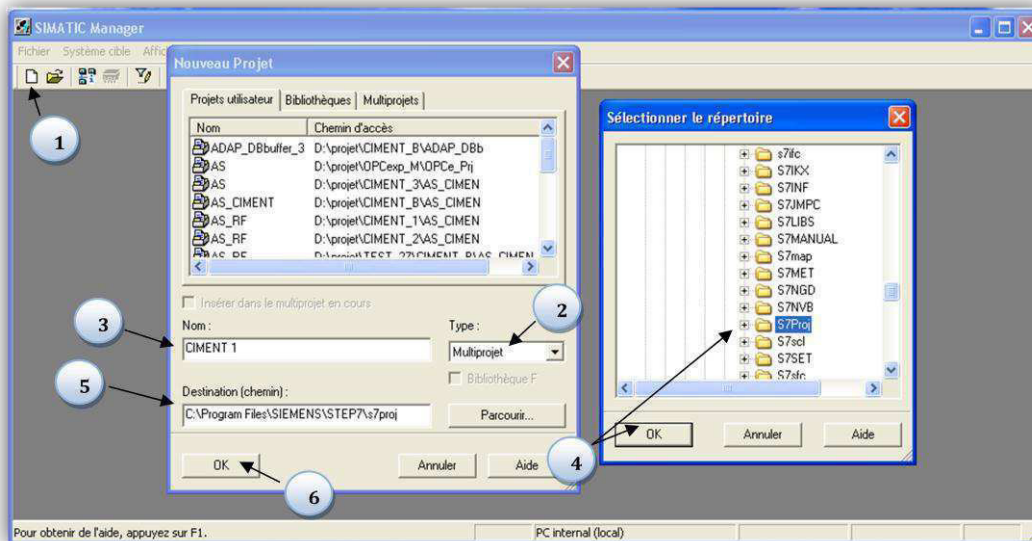 SIMATIC Manager
Fichier Système cible Affic
Nouveau Projet
Projets utilisateur Bibliothèques Multiprojets
Nom Chemin d'accès
ADAP_DBbuffer_3 D:\projet\CIMENT_B\ADAP_DBb
AS D:\projet\OPCexp_M\OPCe_Prj
AS D:\projet\CIMENT_3\AS_CIMEN
AS_CIMENT D:\projet\CIMENT_B\AS_CIMEN
AS_RF D:\projet\CIMENT_1\AS_CIMEN
AS_RF D:\projet\CIMENT_2\AS_CIMEN
AS_RF D:\projet\TEST_27\CIMENT_B\AS_CIMEN
Insérer dans le multiprojet en cours
Nom :
CIMENT 1
Type :
Multiprojet
Bibliothèque F
Destination (chemin) :
C:\Program Files\SIEMENS\STEP7\s7proj
Parcourir...
OK Annuler Aide
Sélectionner le répertoire
s7ifc
S7IKX
S7INF
S7JMPC
S7LIBS
S7MANUAL
S7map
S7MET
S7NGD
S7NVB
S7Proj
S7scl
S7SET
S7sfc
OK Annuler Aide
1
2
3
4
5
6
Pour obtenir de l'aide, appuyez sur F1.
PC internal (local)